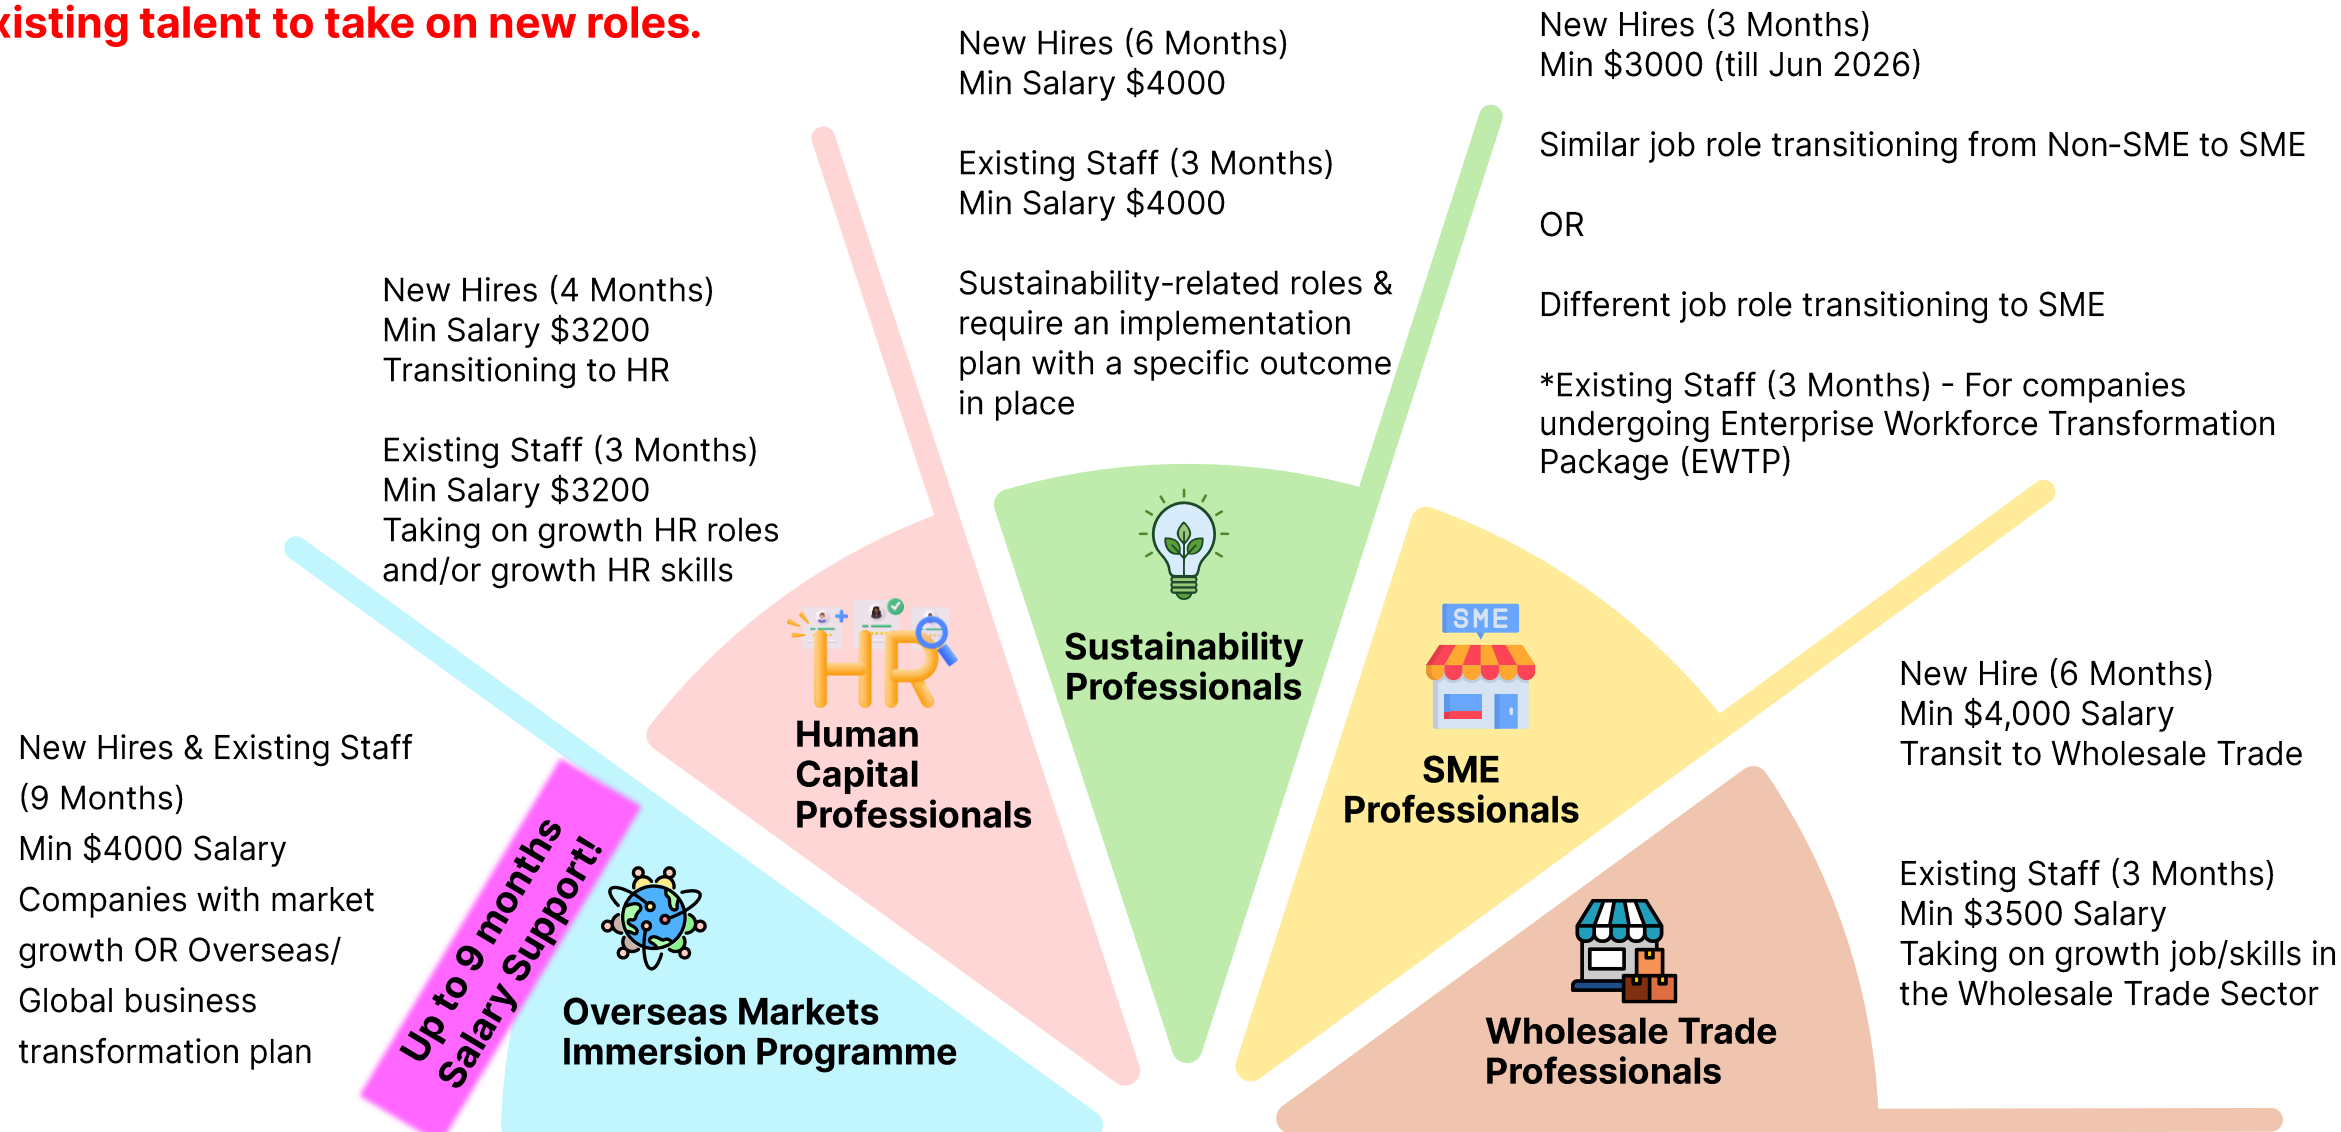 xisting talent to take on new roles.
New Hires & Existing Staff
(9 Months)
Min $4000 Salary
Companies with market
growth OR Overseas/
Global business
transformation plan
Up to 9 months
Salary Support!
Overseas Markets
Immersion Programme
New Hires (4 Months)
Min Salary $3200
Transitioning to HR
Existing Staff (3 Months)
Min Salary $3200
Taking on growth HR roles
and/or growth HR skills
HR
Human
Capital
Professionals
New Hires (6 Months)
Min Salary $4000
Existing Staff (3 Months)
Min Salary $4000
Sustainability-related roles &
require an implementation
plan with a specific outcome
in place
Sustainability
Professionals
New Hires (3 Months)
Min $3000 (till Jun 2026)
Similar job role transitioning from Non-SME to SME
OR
Different job role transitioning to SME
*Existing Staff (3 Months) - For companies
undergoing Enterprise Workforce Transformation
Package (EWTP)
SME
SME
Professionals
New Hire (6 Months)
Min $4,000 Salary
Transit to Wholesale Trade
Existing Staff (3 Months)
Min $3500 Salary
Taking on growth job/skills in
the Wholesale Trade Sector
Wholesale Trade
Professionals